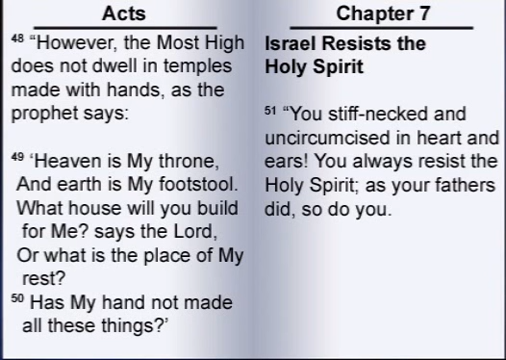 Acts
48 “However, the Most High
does not dwell in temples
made with hands, as the
prophet says:
49 ‘Heaven is My throne,
And earth is My footstool.
What house will you build
for Me? says the Lord,
Or what is the place of My
rest?
50 Has My hand not made
all these things?’
Chapter 7
Israel Resists the
Holy Spirit
51 “You stiff-necked and
uncircumcised in heart and
ears! You always resist the
Holy Spirit; as your fathers
did, so do you.